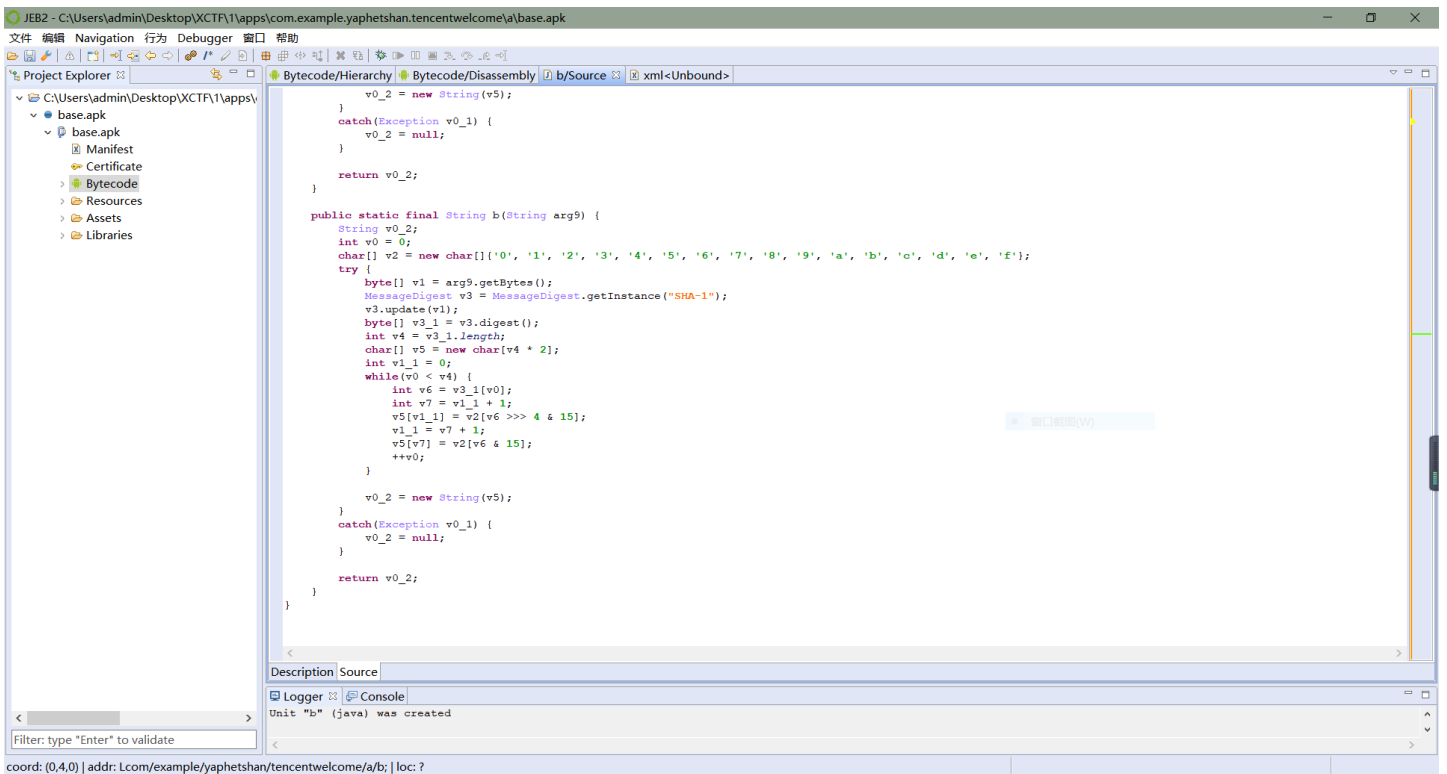 JEB2 - C:\Users\admin\Desktop\XCTF\1\apps\com.example.yaphetshan.tencentwelcome\a\base.apk
文件 编辑 Navigation 行为 Debugger 窗口 帮助
Project Explorer
Bytecode/Hierarchy Bytecode/Disassembly b/Source xml<Unbound>
C:\Users\admin\Desktop\XCTF\1\apps\
base.apk
base.apk
Manifest
Certificate
Bytecode
Resources
Assets
Libraries
v0_2 = new String(v5);
}
catch(Exception v0_1) {
v0_2 = null;
}
return v0_2;
}
public static final String b(String arg9) {
String v0_2;
int v0 = 0;
char[] v2 = new char[]{'0', '1', '2', '3', '4', '5', '6', '7', '8', '9', 'a', 'b', 'c', 'd', 'e', 'f'};
try {
byte[] v1 = arg9.getBytes();
MessageDigest v3 = MessageDigest.getInstance("SHA-1");
v3.update(v1);
byte[] v3_1 = v3.digest();
int v4 = v3_1.length;
char[] v5 = new char[v4 * 2];
int v1_1 = 0;
while(v0 < v4) {
int v6 = v3_1[v0];
int v7 = v1_1 + 1;
v5[v1_1] = v2[v6 >>> 4 & 15];
v1_1 = v7 + 1;
v5[v7] = v2[v6 & 15];
++v0;
}
v0_2 = new String(v5);
}
catch(Exception v0_1) {
v0_2 = null;
}
return v0_2;
}
}
窗口截图(W)
Description Source
Logger Console
Unit "b" (java) was created
Filter: type "Enter" to validate
coord: (0,4,0) | addr: Lcom/example/yaphetshan/tencentwelcome/a/b; | loc: ?